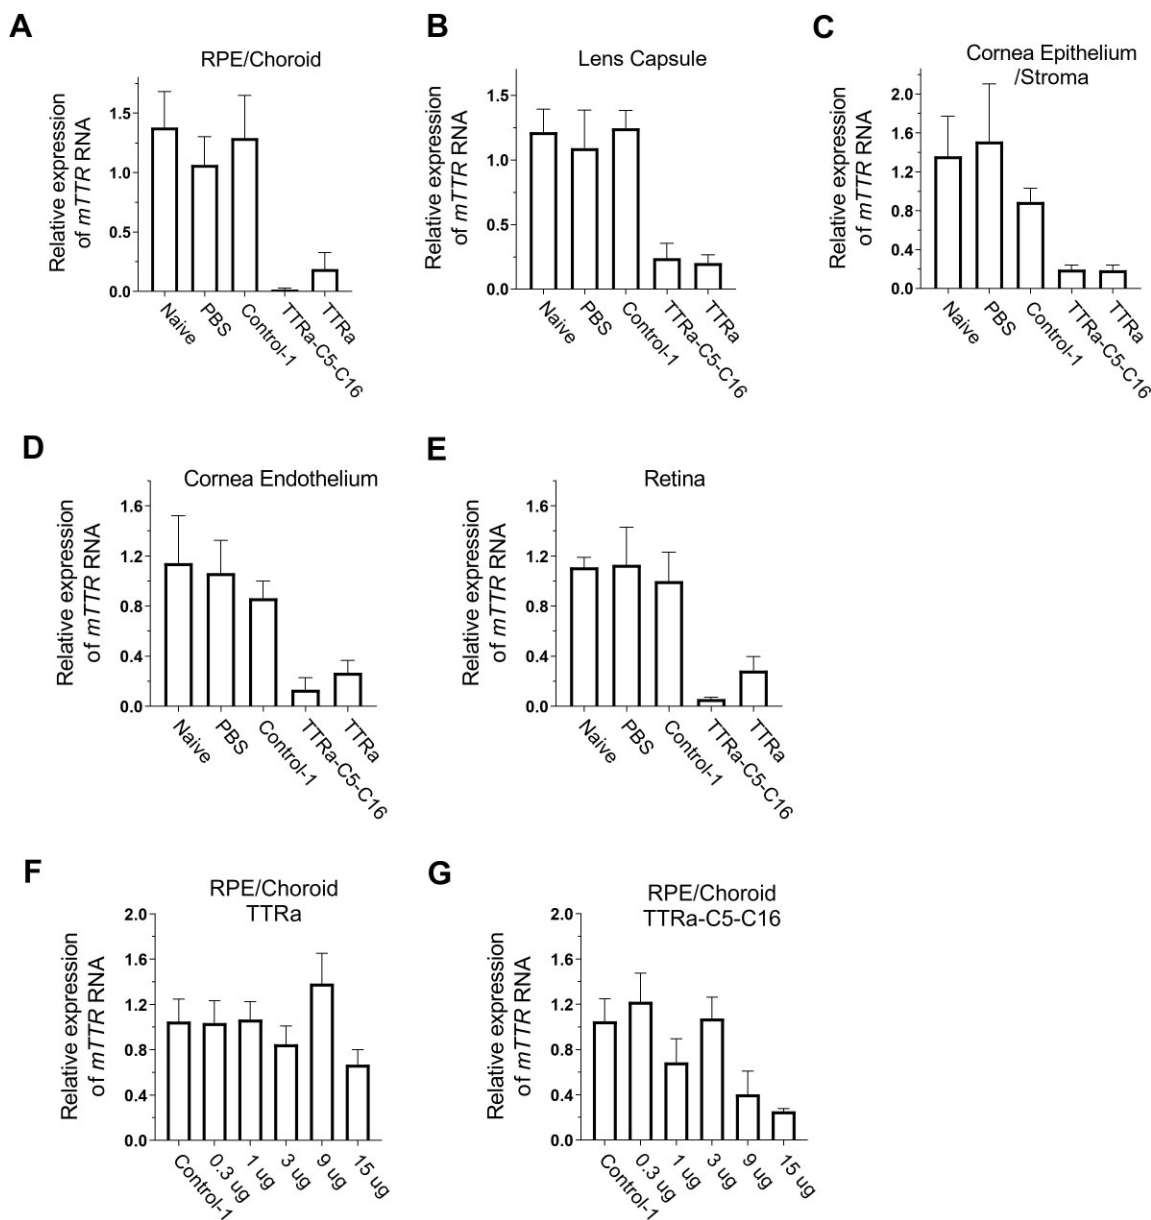 A
RPE/Choroid
Relative expression
of mTTR RNA
1.5
1.0
0.5
0.0
Naive
PBS
Control-1
TTRa-C5-C16
TTRa
B
Lens Capsule
Relative expression
of mTTR RNA
1.5
1.0
0.5
0.0
Naive
PBS
Control-1
TTRa-C5-C16
TTRa
C
Cornea Epithelium
/Stroma
Relative expression
of mTTR RNA
2.0
1.6
1.2
0.8
0.4
0.0
Naive
PBS
Control-1
TTRa-C5-C16
TTRa
D
Cornea Endothelium
Relative expression
of mTTR RNA
1.6
1.2
0.8
0.4
0.0
Naive
PBS
Control-1
TTRa-C5-C16
TTRa
E
Retina
Relative expression
of mTTR RNA
1.6
1.2
0.8
0.4
0.0
Naive
PBS
Control-1
TTRa-C5-C16
TTRa
F
RPE/Choroid
TTRa
Relative expression
of mTTR RNA
2.0
1.6
1.2
0.8
0.4
0.0
Control-1
0.3 ug
1 ug
3 ug
9 ug
15 ug
G
RPE/Choroid
TTRa-C5-C16
Relative expression
of mTTR RNA
2.0
1.6
1.2
0.8
0.4
0.0
Control-1
0.3 ug
1 ug
3 ug
9 ug
15 ug